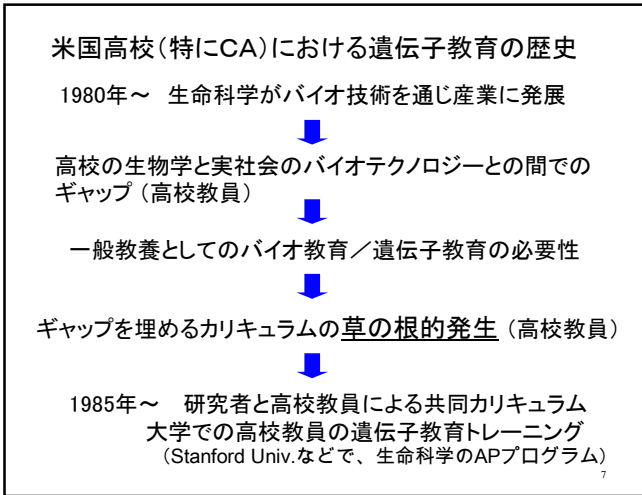 米国高校（特にCA）における遺伝子教育の歴史
1980年～ 生命科学がバイオ技術を通じ産業に発展
高校の生物学と実社会のバイオテクノロジーとの間での
ギャップ（高校教員）
一般教養としてのバイオ教育／遺伝子教育の必要性
ギャップを埋めるカリキュラムの草の根的発生（高校教員）
1985年～ 研究者と高校教員による共同カリキュラム
大学での高校教員の遺伝子教育トレーニング
（Stanford Univ.などで、生命科学のAPプログラム）
7